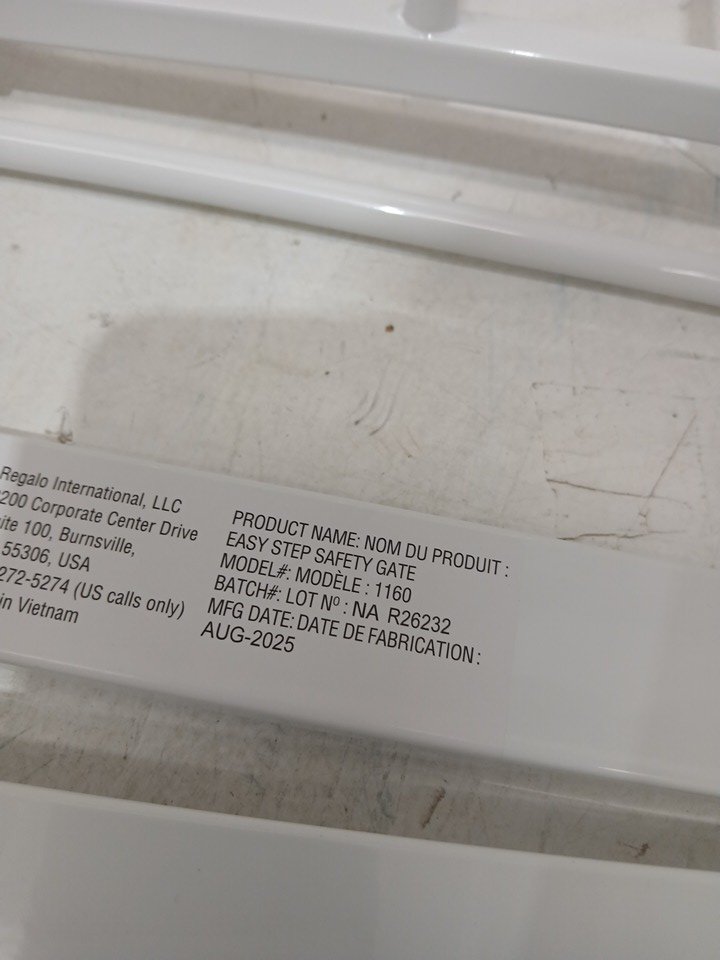 Regalo International, LLC
200 Corporate Center Drive
ite 100, Burnsville,
55306, USA
272-5274 (US calls only)
in Vietnam
PRODUCT NAME: NOM DU PRODUIT :
EASY STEP SAFETY GATE
MODEL#: MODÈLE : 1160
BATCH#: LOT Nº : NA R26232
MFG DATE: DATE DE FABRICATION :
AUG-2025